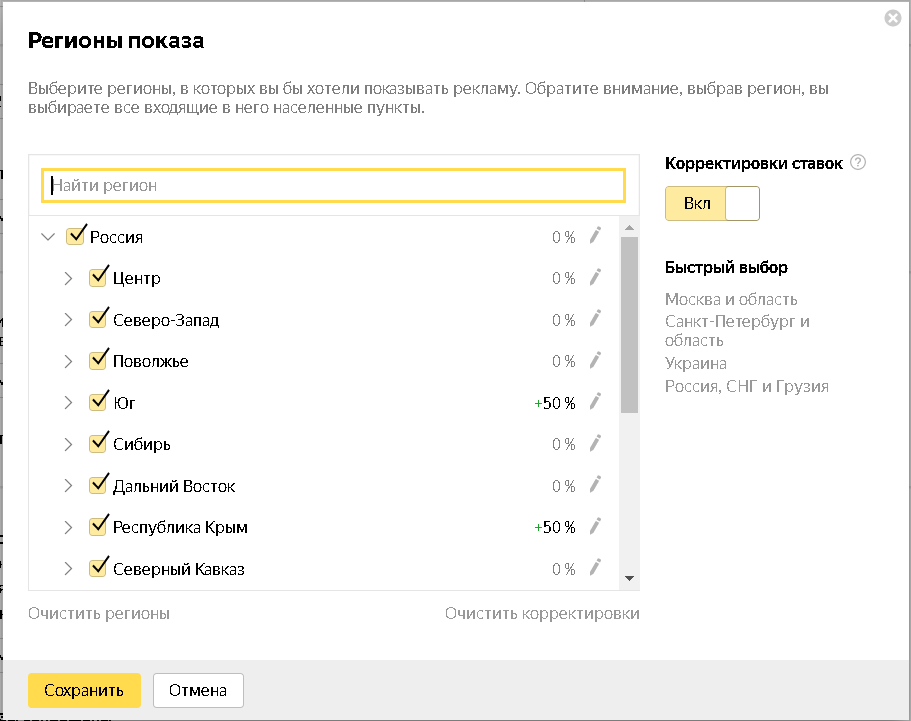 Регионы показа
Выберите регионы, в которых вы бы хотели показывать рекламу. Обратите внимание, выбрав регион, вы
выбираете все входящие в него населенные пункты.
Найти регион
Россия 0 %
Центр 0 %
Северо-Запад 0 %
Поволжье 0 %
Юг +50 %
Сибирь 0 %
Дальний Восток 0 %
Республика Крым +50 %
Северный Кавказ 0 %
Очистить регионы Очистить корректировки
Корректировки ставок ?
Вкл
Быстрый выбор
Москва и область
Санкт-Петербург и
область
Украина
Россия, СНГ и Грузия
Сохранить Отмена